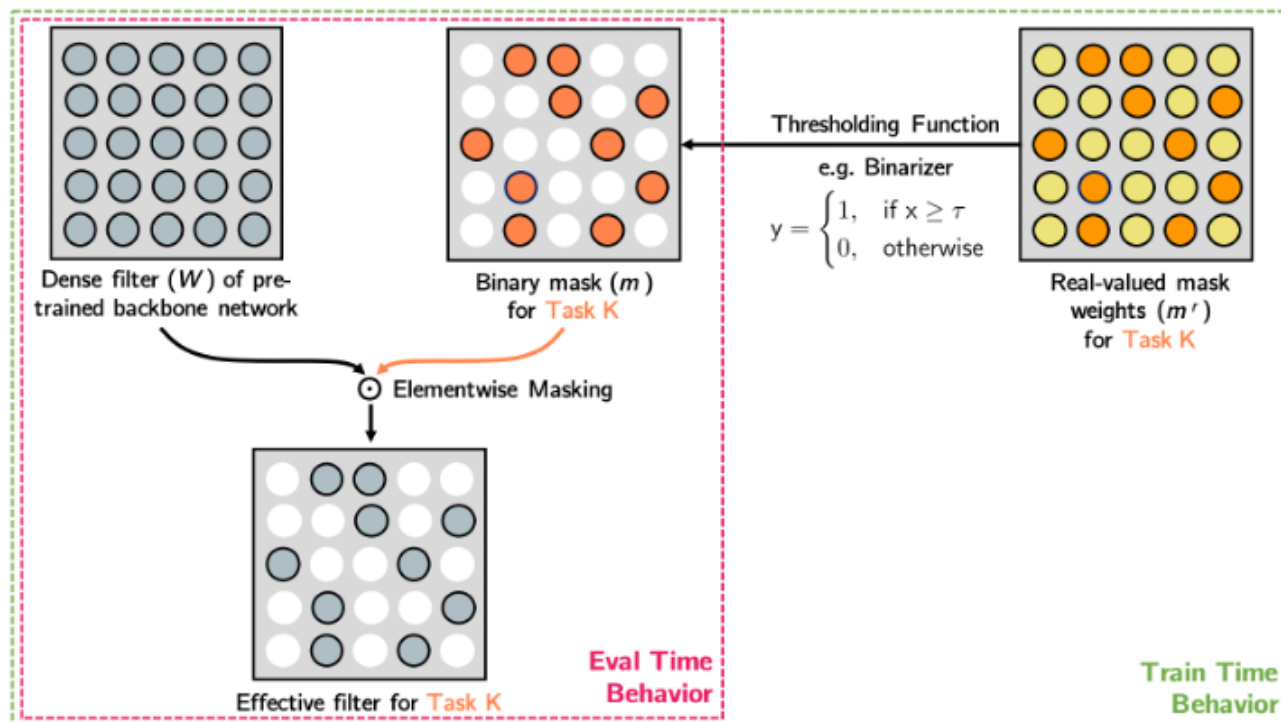 Dense filter (W) of pre-
trained backbone network
Binary mask (m)
for Task K
Thresholding Function
e.g. Binarizer
y = {1, if x ≥ τ
0, otherwise
Real-valued mask
weights (mʳ)
for Task K
⊙ Elementwise Masking
Effective filter for Task K
Eval Time
Behavior
Train Time
Behavior